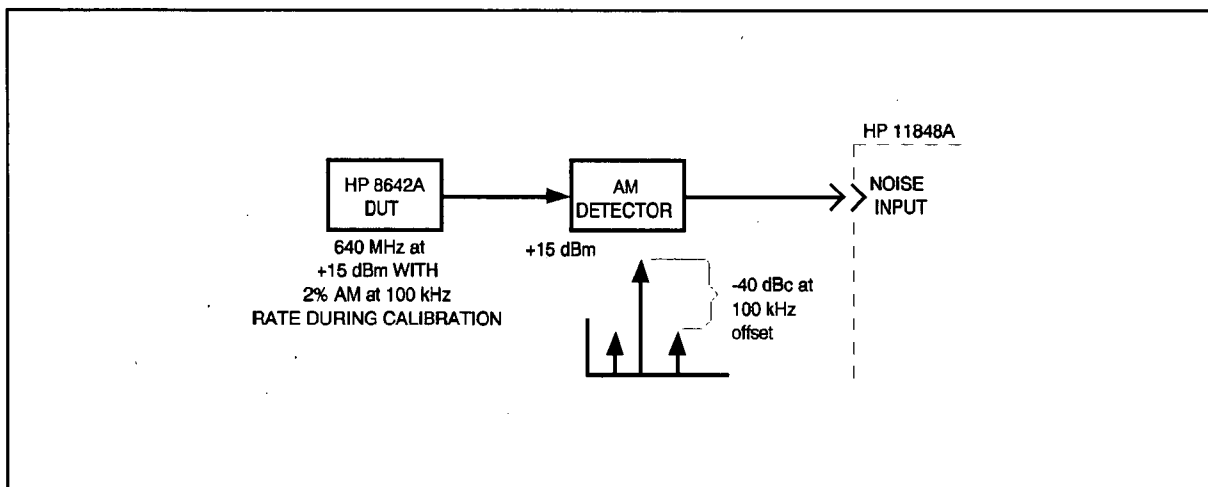 HP 11848A
HP 8642A
DUT
AM
DETECTOR
NOISE
INPUT
640 MHz at
+15 dBm WITH
2% AM at 100 kHz
RATE DURING CALIBRATION
+15 dBm
-40 dBc at
100 kHz
offset